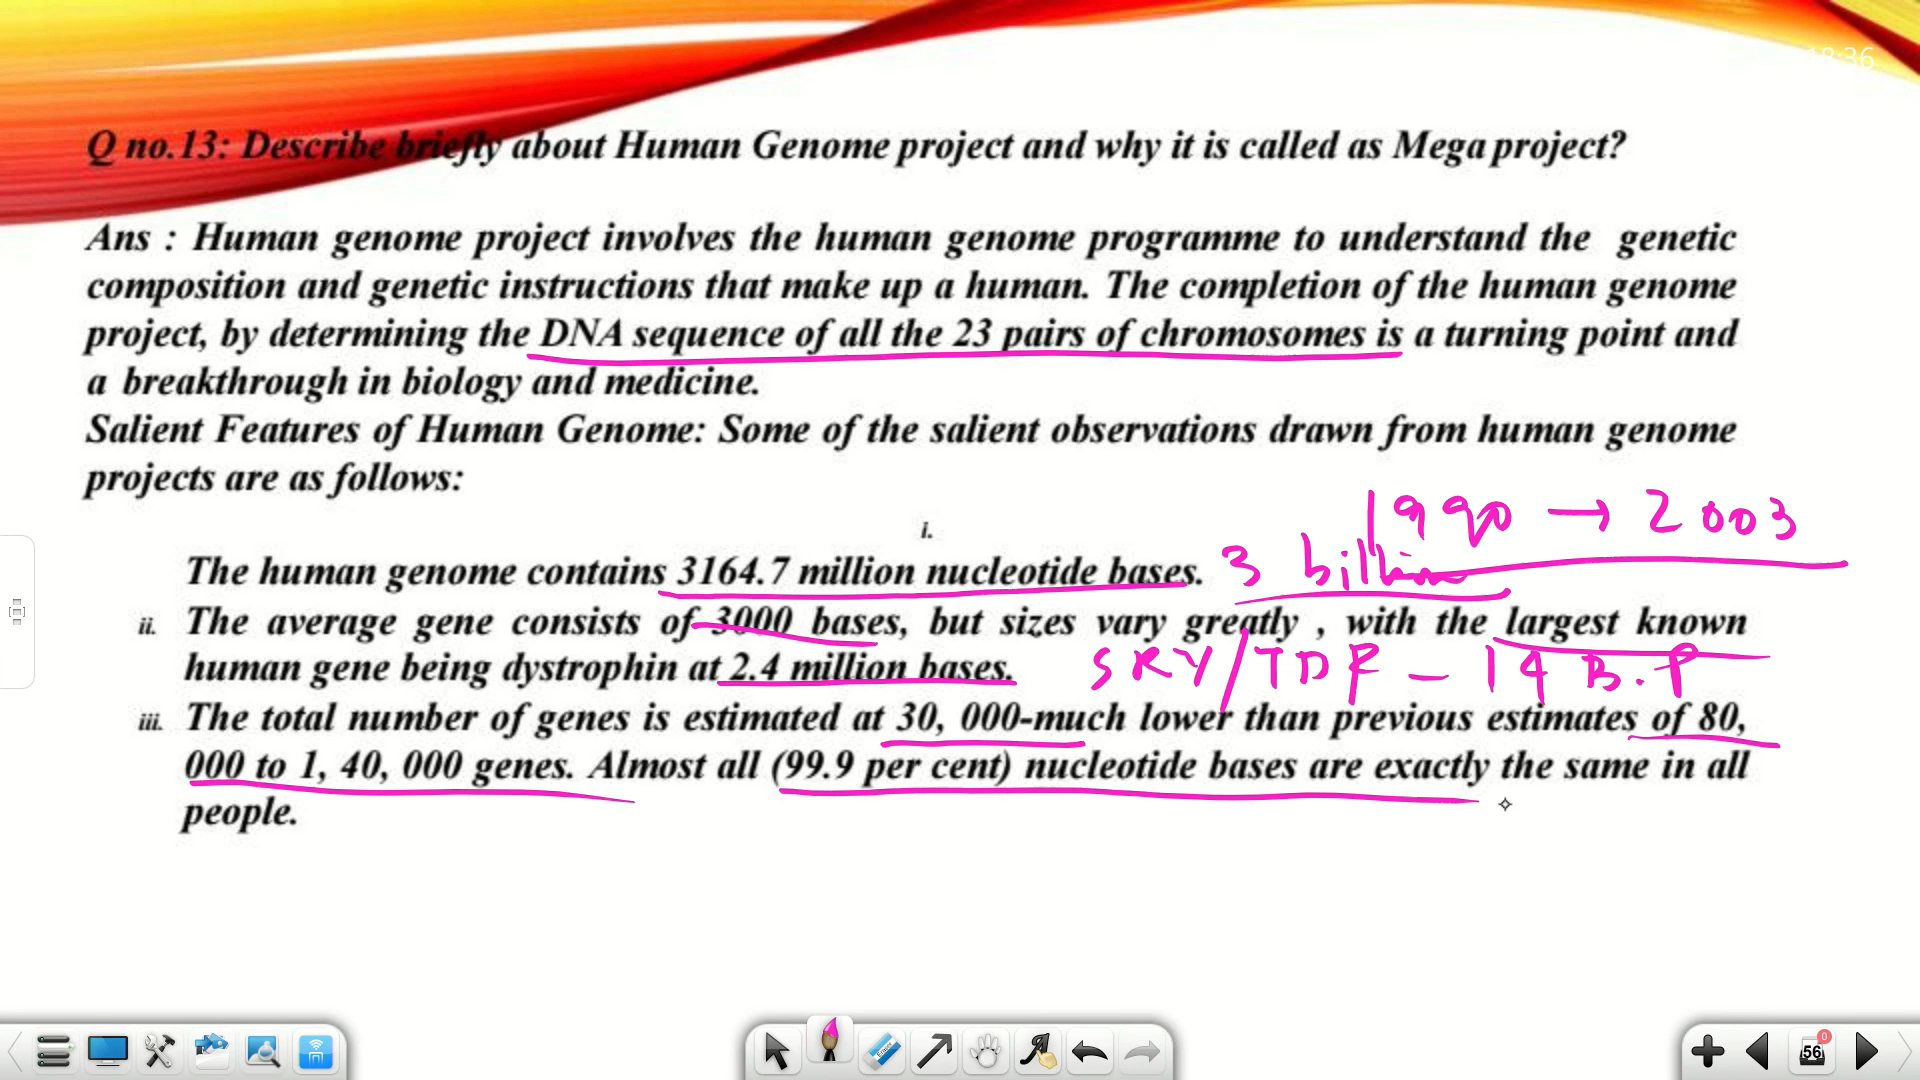 18:36
Q no.13: Describe briefly about Human Genome project and why it is called as Mega project?
Ans : Human genome project involves the human genome programme to understand the genetic
composition and genetic instructions that make up a human. The completion of the human genome
project, by determining the DNA sequence of all the 23 pairs of chromosomes is a turning point and
a breakthrough in biology and medicine.
Salient Features of Human Genome: Some of the salient observations drawn from human genome
projects are as follows:
1990 → 2003
i.
The human genome contains 3164.7 million nucleotide bases. 3 billion
ii. The average gene consists of 3000 bases, but sizes vary greatly , with the largest known
human gene being dystrophin at 2.4 million bases. SRY/TDF - 14 B.P
iii. The total number of genes is estimated at 30, 000-much lower than previous estimates of 80,
000 to 1, 40, 000 genes. Almost all (99.9 per cent) nucleotide bases are exactly the same in all
people.
56
0